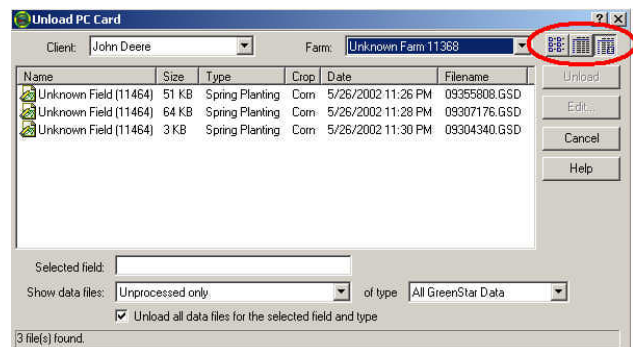 Unload PC Card
Client: John Deere Farm: Unknown Farm 11368
Name Size Type Crop Date Filename Unload
Unknown Field (11464) 51 KB Spring Planting Corn 5/26/2002 11:26 PM 09355808.GSD
Unknown Field (11464) 64 KB Spring Planting Corn 5/26/2002 11:28 PM 09307176.GSD Edit...
Unknown Field (11464) 3 KB Spring Planting Corn 5/26/2002 11:30 PM 09304340.GSD
Cancel
Help
Selected field:
Show data files: Unprocessed only of type All GreenStar Data
Unload all data files for the selected field and type
3 file(s) found.